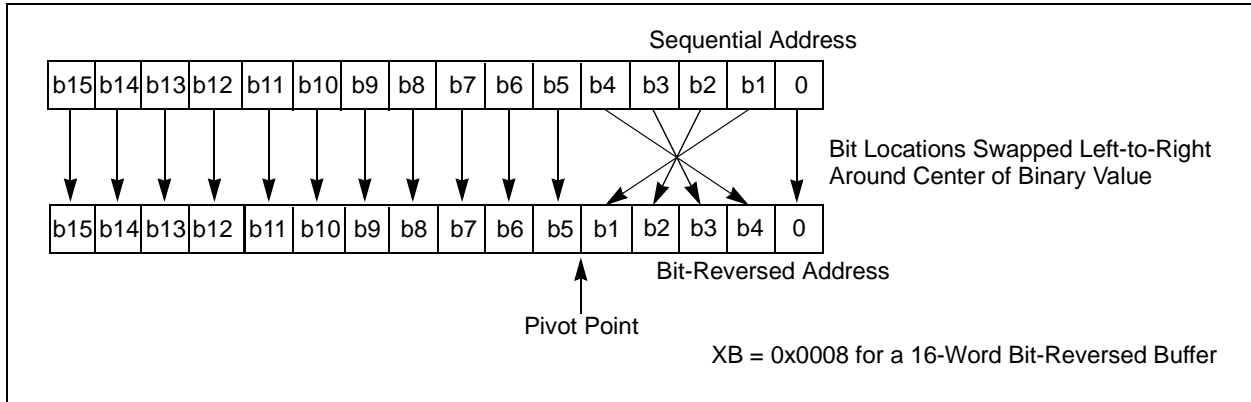 Sequential Address
b15 b14 b13 b12 b11 b10 b9 b8 b7 b6 b5 b4 b3 b2 b1 0
Bit Locations Swapped Left-to-Right
Around Center of Binary Value
b15 b14 b13 b12 b11 b10 b9 b8 b7 b6 b5 b1 b2 b3 b4 0
Bit-Reversed Address
Pivot Point
XB = 0x0008 for a 16-Word Bit-Reversed Buffer